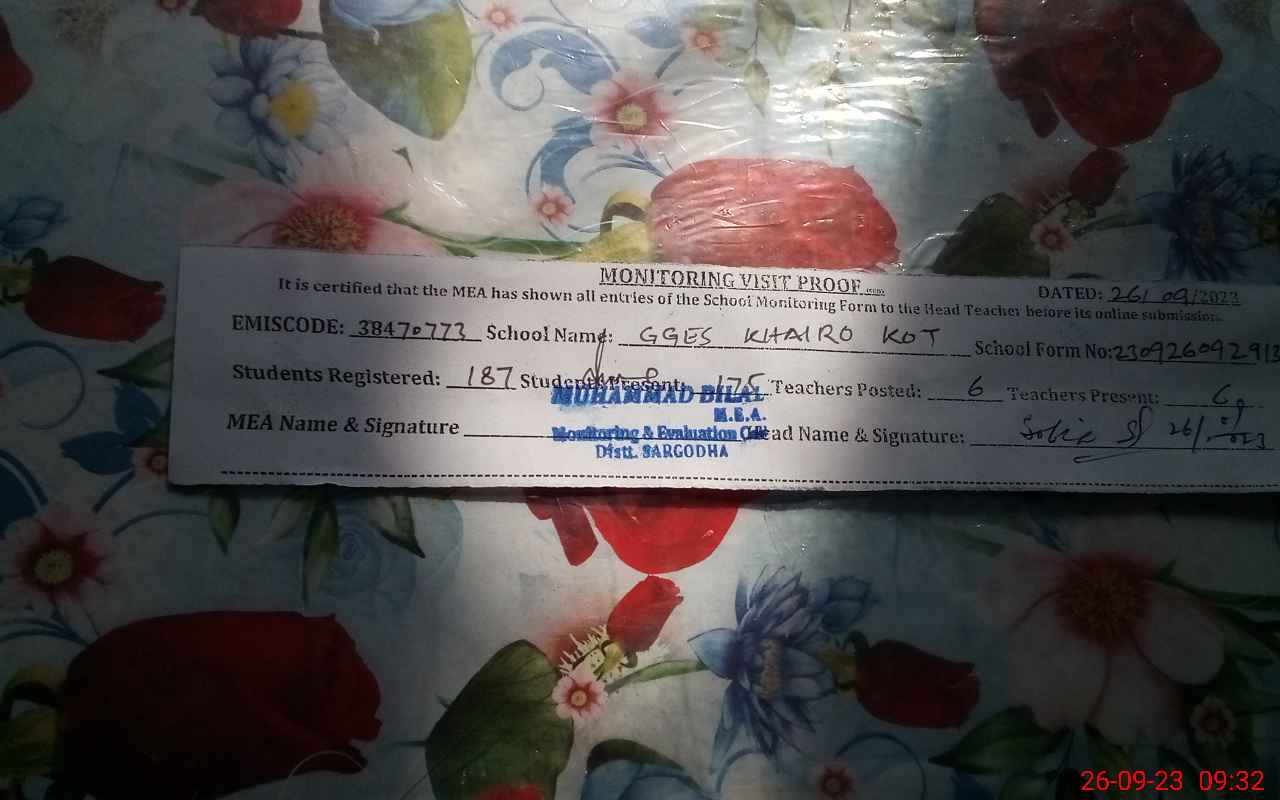 MONITORING VISIT PROOF
DATED: 26/09/2023
It is certified that the MEA has shown all entries of the School Monitoring Form to the Head Teacher before its online submission.
EMISCODE: 38470773 School Name: GGES KHAIRO KOT School Form No:2309260929
Students Registered: 187 Students Present: 175 Teachers Posted: 6 Teachers Present: 6
MUHAMMAD BILAL
M.E.A.
MEA Name & Signature Head Name & Signature:
Monitoring & Evaluation
Distt. SARGODHA
26-09-23 09:32